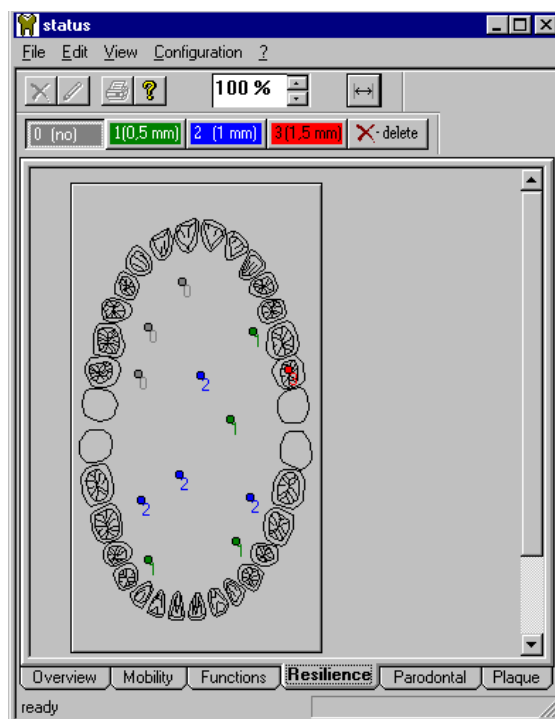 status
File Edit View Configuration ?
100 %
0 (no) 1(0,5 mm) 2 (1 mm) 3(1,5 mm) X - delete
0
0 1
0 2 3
1
2
2 2
1
1
Overview Mobility Functions Resilience Parodontal Plaque
ready